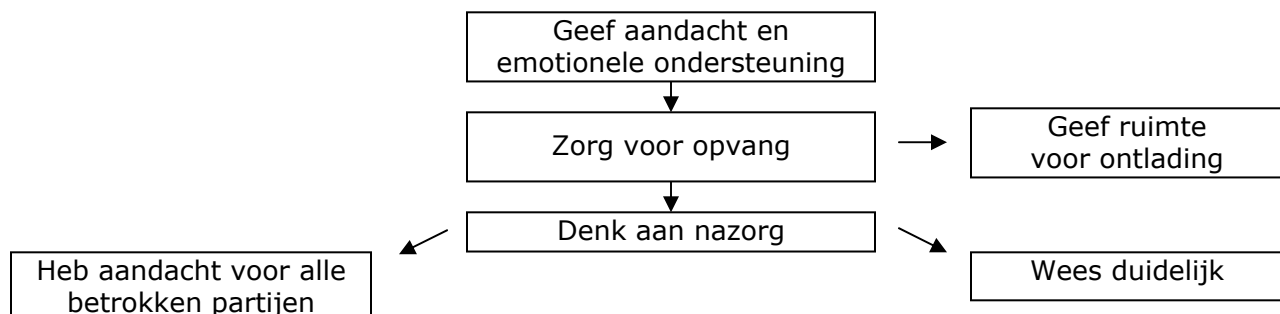 Geef aandacht en
emotionele ondersteuning
Zorg voor opvang
Geef ruimte
voor ontlading
Denk aan nazorg
Heb aandacht voor alle
betrokken partijen
Wees duidelijk